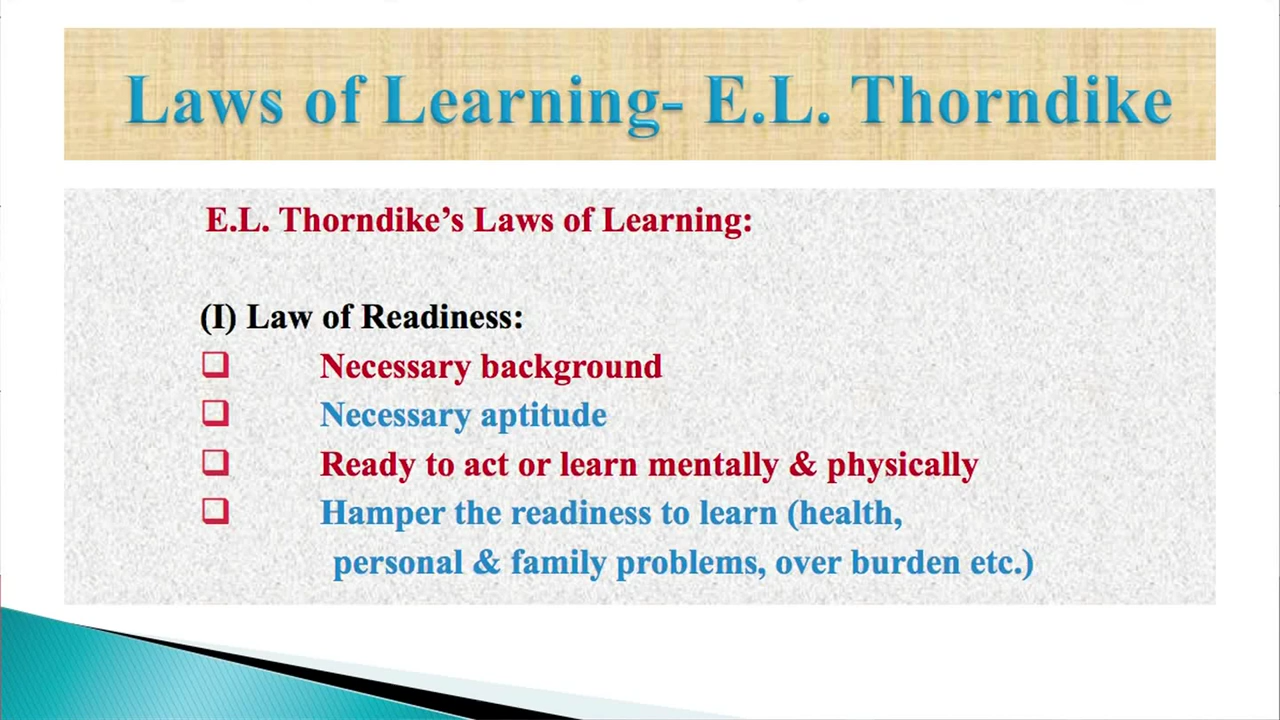 Laws of Learning- E.L. Thorndike
E.L. Thorndike’s Laws of Learning:
(I) Law of Readiness:
❑ Necessary background
❑ Necessary aptitude
❑ Ready to act or learn mentally & physically
❑ Hamper the readiness to learn (health,
personal & family problems, over burden etc.)